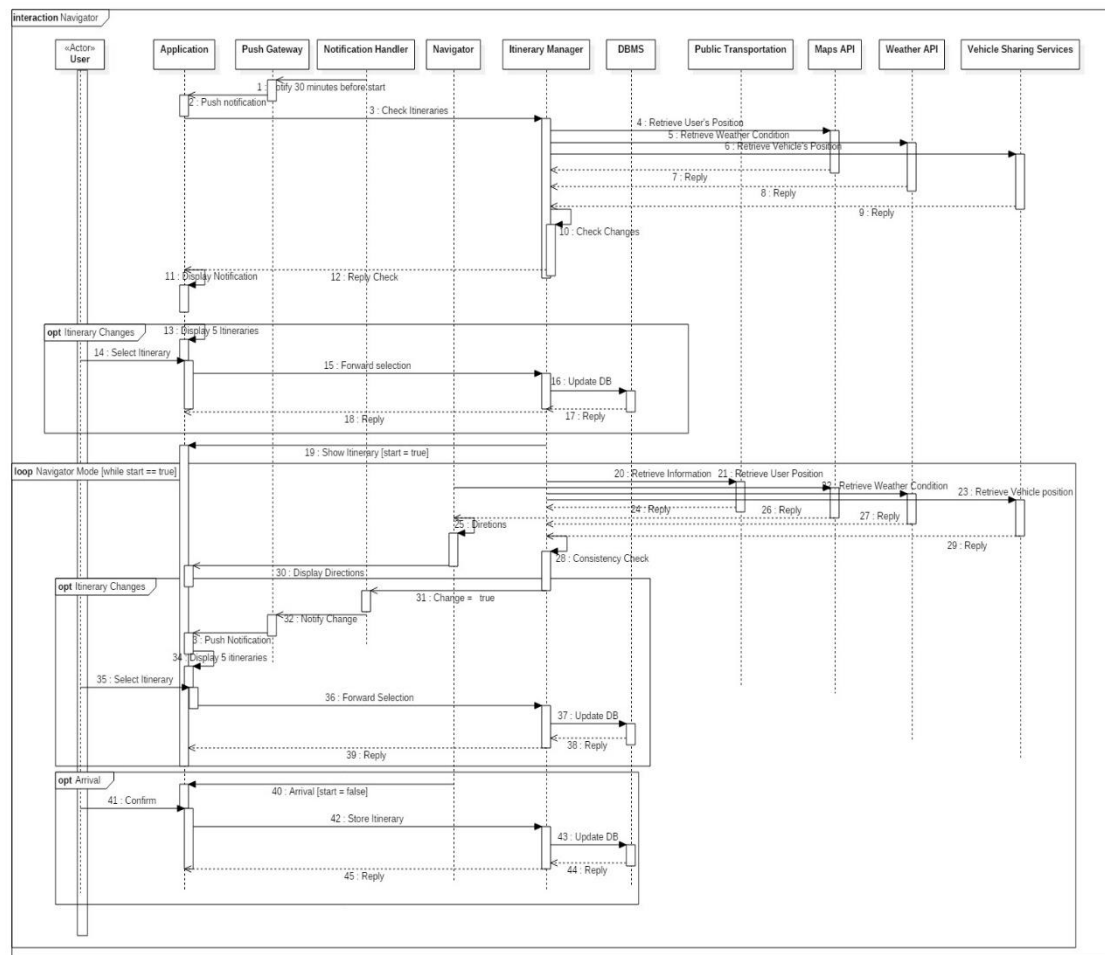 interaction Navigator
«Actor»
User
Application
Push Gateway
Notification Handler
Navigator
Itinerary Manager
DBMS
Public Transportation
Maps API
Weather API
Vehicle Sharing Services
1 : Notify 30 minutes before start
2 : Push notification
3 : Check Itineraries
4 : Retrieve User's Position
5 : Retrieve Weather Condition
6 : Retrieve Vehicle's Position
7 : Reply
8 : Reply
9 : Reply
10 : Check Changes
11 : Display Notification
12 : Reply Check
opt Itinerary Changes
13 : Display 5 Itineraries
14 : Select Itinerary
15 : Forward selection
16 : Update DB
17 : Reply
18 : Reply
19 : Show Itinerary [start = true]
loop Navigator Mode [while start == true]
20 : Retrieve Information
21 : Retrieve User Position
22 : Retrieve Weather Condition
23 : Retrieve Vehicle position
24 : Reply
26 : Reply
27 : Reply
25 : Diretions
29 : Reply
28 : Consistency Check
30 : Display Directions
opt Itinerary Changes
31 : Change = true
32 : Notify Change
3 : Push Notification
34 : Display 5 itineraries
35 : Select Itinerary
36 : Forward Selection
37 : Update DB
38 : Reply
39 : Reply
opt Arrival
40 : Arrival [start = false]
41 : Confirm
42 : Store Itinerary
43 : Update DB
44 : Reply
45 : Reply